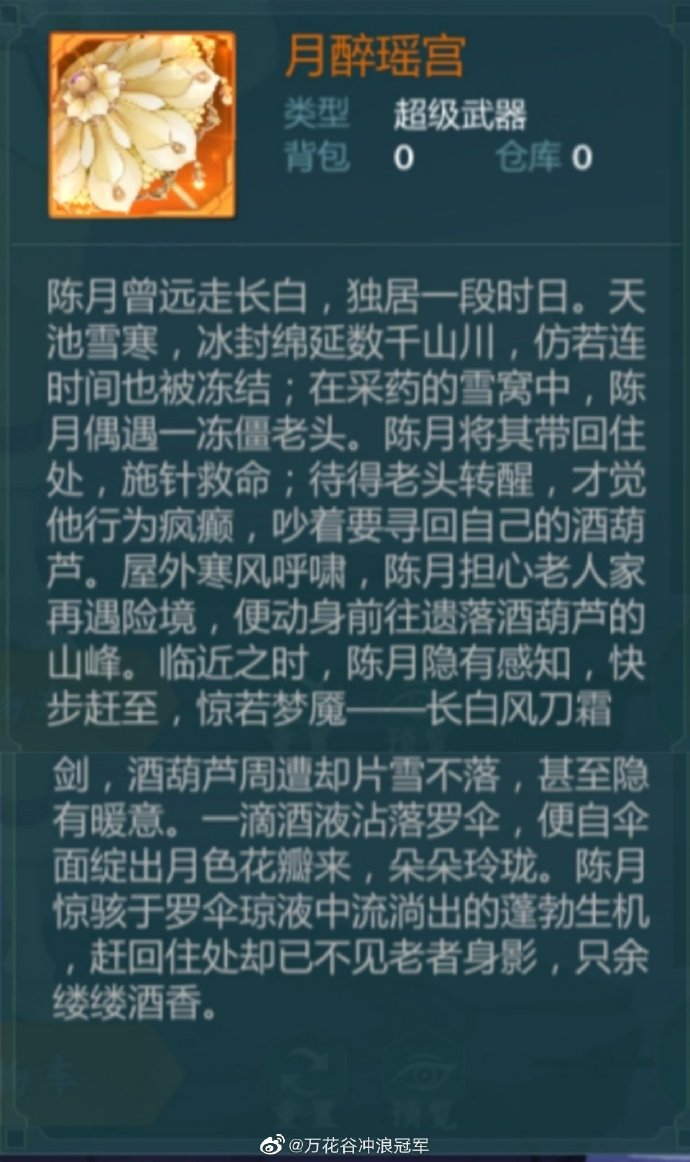 月醉瑶宫
类型 超级武器
背包 0 仓库 0
陈月曾远走长白，独居一段时日。天
池雪寒，冰封绵延数千山川，仿若连
时间也被冻结；在采药的雪窝中，陈
月偶遇一冻僵老头。陈月将其带回住
处，施针救命；待得老头转醒，才觉
他行为疯癫，吵着要寻回自己的酒葫
芦。屋外寒风呼啸，陈月担心老人家
再遇险境，便动身前往遗落酒葫芦的
山峰。临近之时，陈月隐有感知，快
步赶至，惊若梦魇——长白风刀霜
剑，酒葫芦周遭却片雪不落，甚至隐
有暖意。一滴酒液沾落罗伞，便自伞
面绽出月色花瓣来，朵朵玲珑。陈月
惊骇于罗伞琼液中流淌出的蓬勃生机
，赶回住处却已不见老者身影，只余
缕缕酒香。
@万花谷冲浪冠军